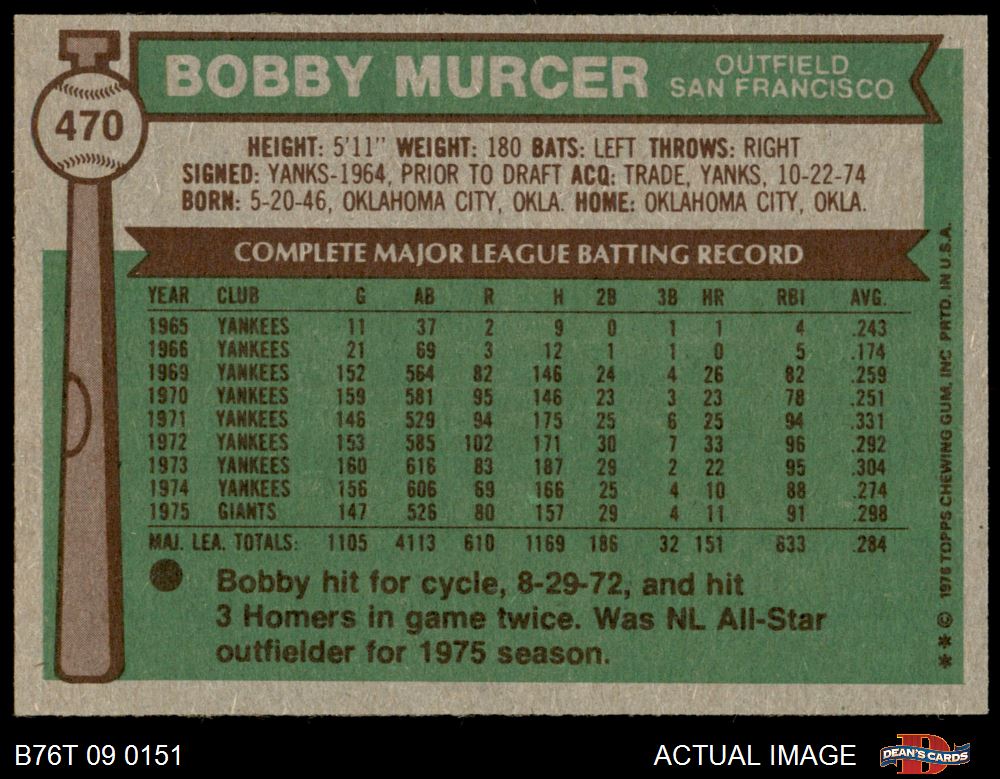 470
BOBBY MURCER OUTFIELD SAN FRANCISCO
HEIGHT: 5'11" WEIGHT: 180 BATS: LEFT THROWS: RIGHT
SIGNED: YANKS-1964, PRIOR TO DRAFT ACQ: TRADE, YANKS, 10-22-74
BORN: 5-20-46, OKLAHOMA CITY, OKLA. HOME: OKLAHOMA CITY, OKLA.
COMPLETE MAJOR LEAGUE BATTING RECORD
YEAR CLUB G AB R H 2B 3B HR RBI AVG.
1965 YANKEES 11 37 2 9 0 1 1 4 .243
1966 YANKEES 21 69 3 12 1 1 0 5 .174
1969 YANKEES 152 564 82 146 24 4 26 82 .259
1970 YANKEES 159 581 95 146 23 3 23 78 .251
1971 YANKEES 146 529 94 175 25 6 25 94 .331
1972 YANKEES 153 585 102 171 30 7 33 96 .292
1973 YANKEES 160 616 83 187 29 2 22 95 .304
1974 YANKEES 156 606 69 166 25 4 10 88 .274
1975 GIANTS 147 526 80 157 29 4 11 91 .298
MAJ. LEA. TOTALS: 1105 4113 610 1169 186 32 151 633 .284
Bobby hit for cycle, 8-29-72, and hit
3 Homers in game twice. Was NL All-Star
outfielder for 1975 season.
** © 1976 TOPPS CHEWING GUM, INC PRTD. IN U.S.A.
B76T 09 0151
ACTUAL IMAGE
DEAN'S CARDS